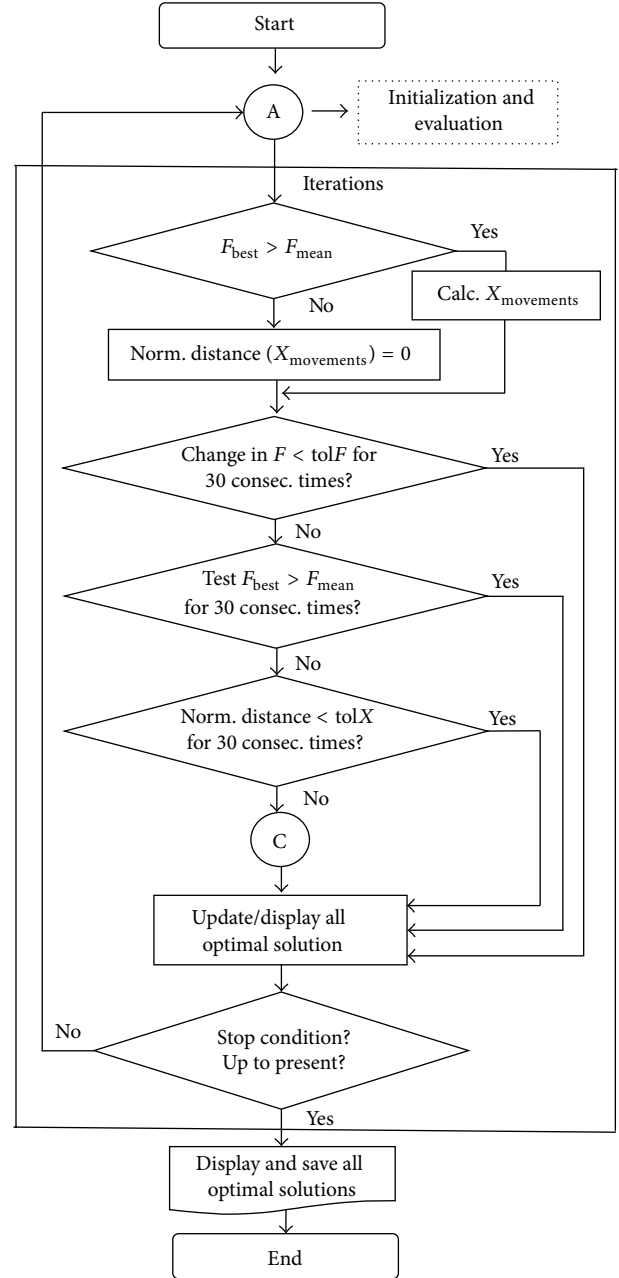 Start
A
Initialization and
evaluation
Iterations
F_best > F_mean
Yes
Calc. X_movements
No
Norm. distance (X_movements) = 0
Change in F < tolF for
30 consec. times?
Yes
No
Test F_best > F_mean
for 30 consec. times?
Yes
No
Norm. distance < tolX
for 30 consec. times?
Yes
No
C
Update/display all
optimal solution
Stop condition?
Up to present?
No
Yes
Display and save all
optimal solutions
End